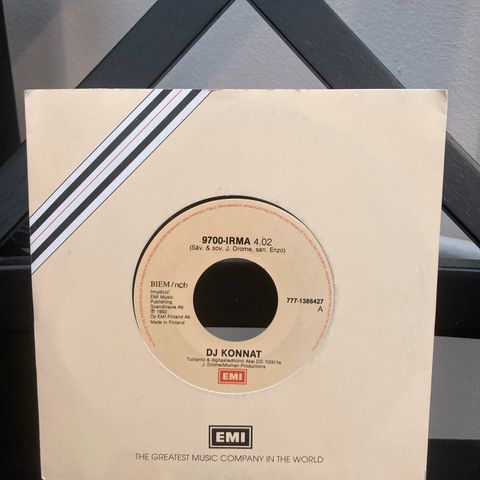 9700-IRMA 4.02
(Säv. & sov. J. Drome, san. Enzo)
BIEM/ncb
Imudico/
EMI Music
Publishing
Scandinavia Ab
℗ 1992
Oy EMI Finland Ab
Made in Finland
777-1388427
A
DJ KONNAT
Tuotanto & digitaalieditointi Akai DD 1000:lla
J. Drome/Mixman Productions
EMI
EMI
THE GREATEST MUSIC COMPANY IN THE WORLD